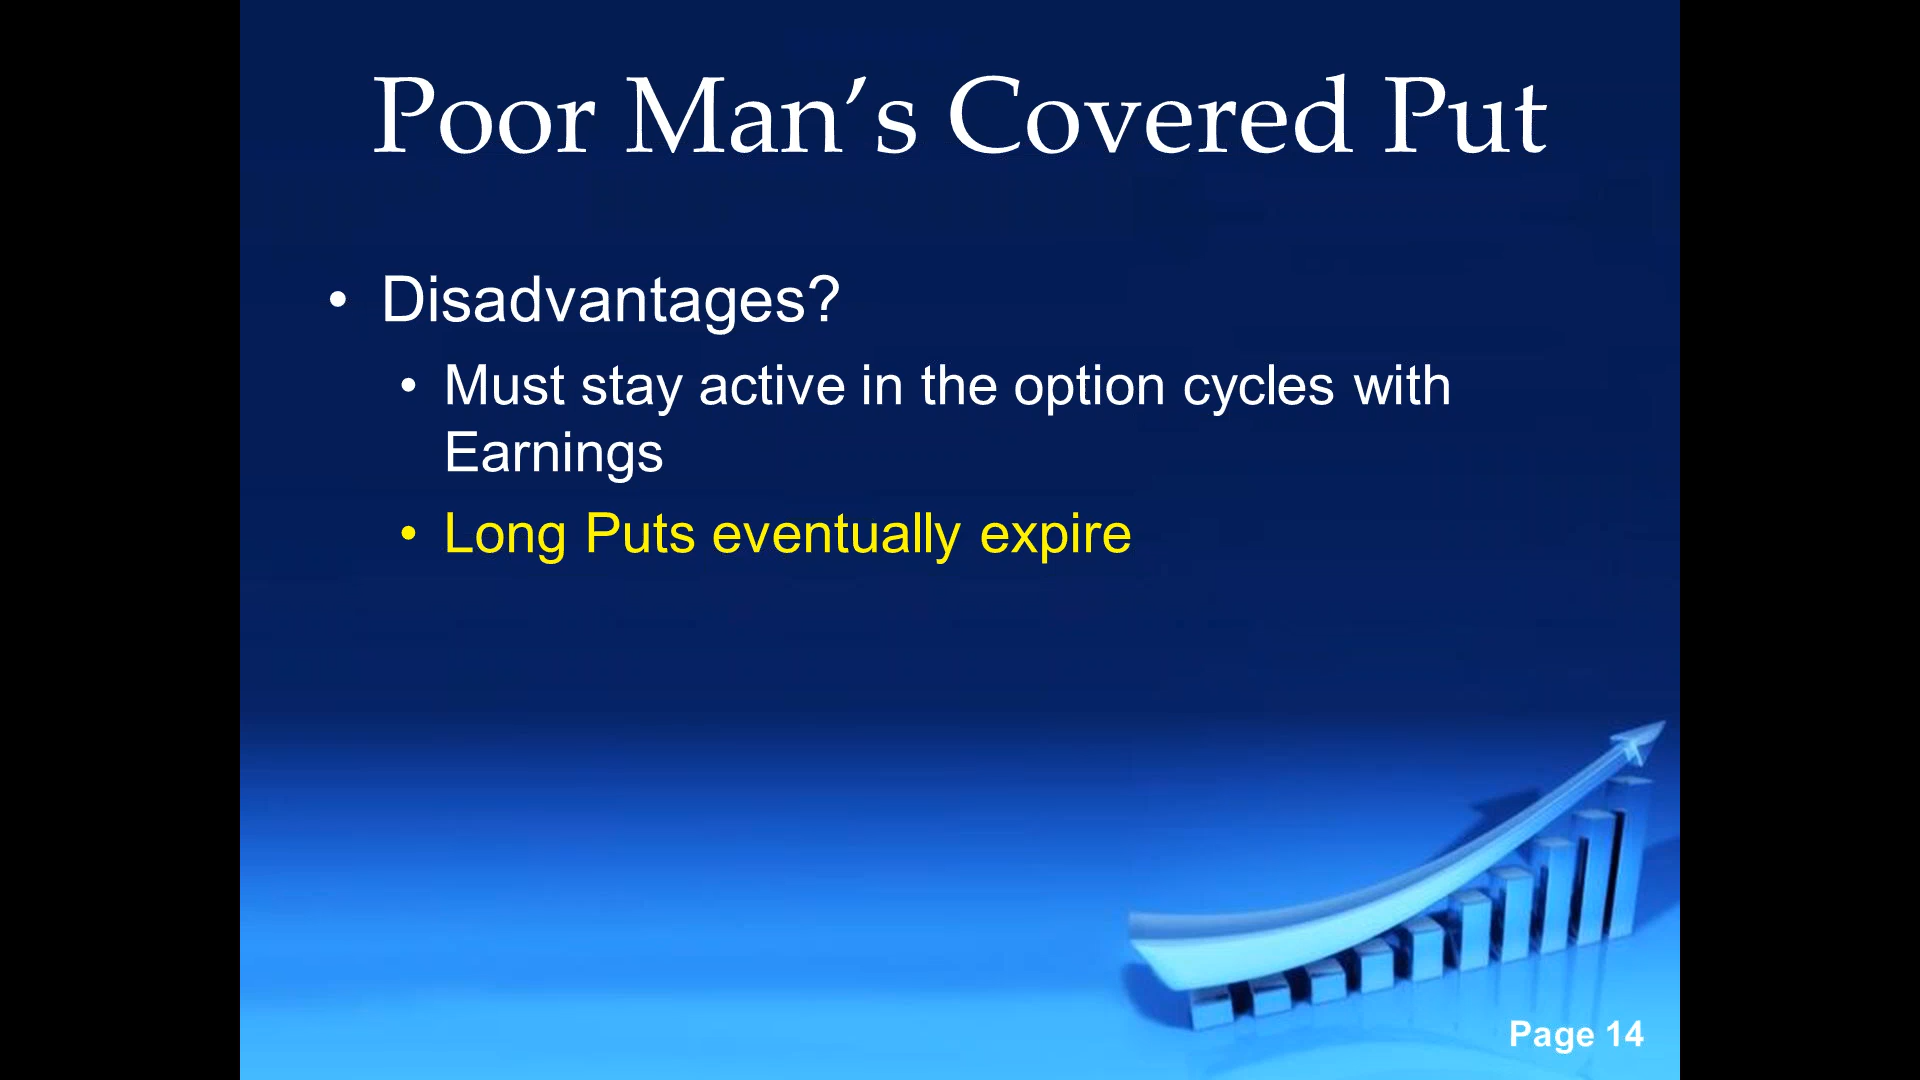 Poor Man’s Covered Put
• Disadvantages?
• Must stay active in the option cycles with
Earnings
• Long Puts eventually expire
Page 14